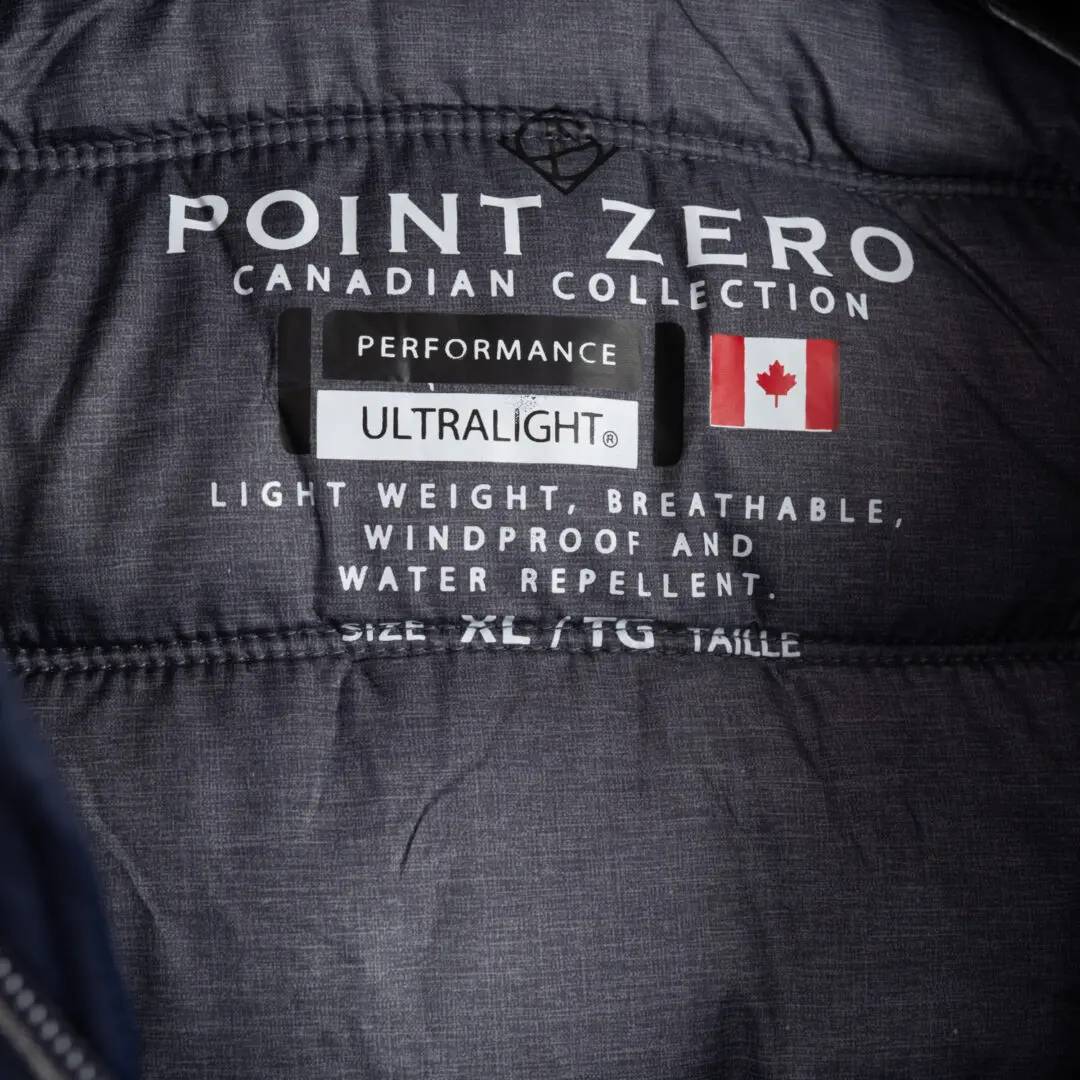 POINT ZERO
CANADIAN COLLECTION
PERFORMANCE
ULTRALIGHT®
LIGHT WEIGHT, BREATHABLE,
WINDPROOF AND
WATER REPELLENT.
SIZE XL / TG TAILLE